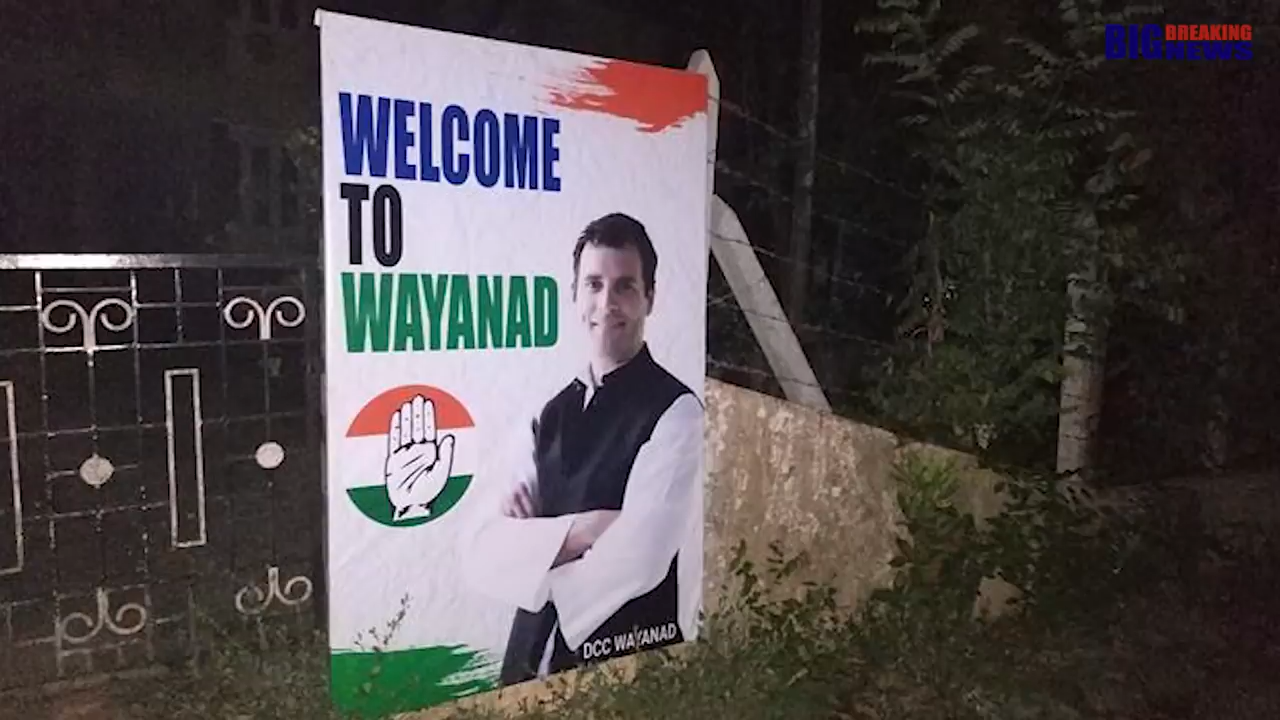 BIG BREAKING NEWS
WELCOME
TO
WAYANAD
DCC WAYANAD